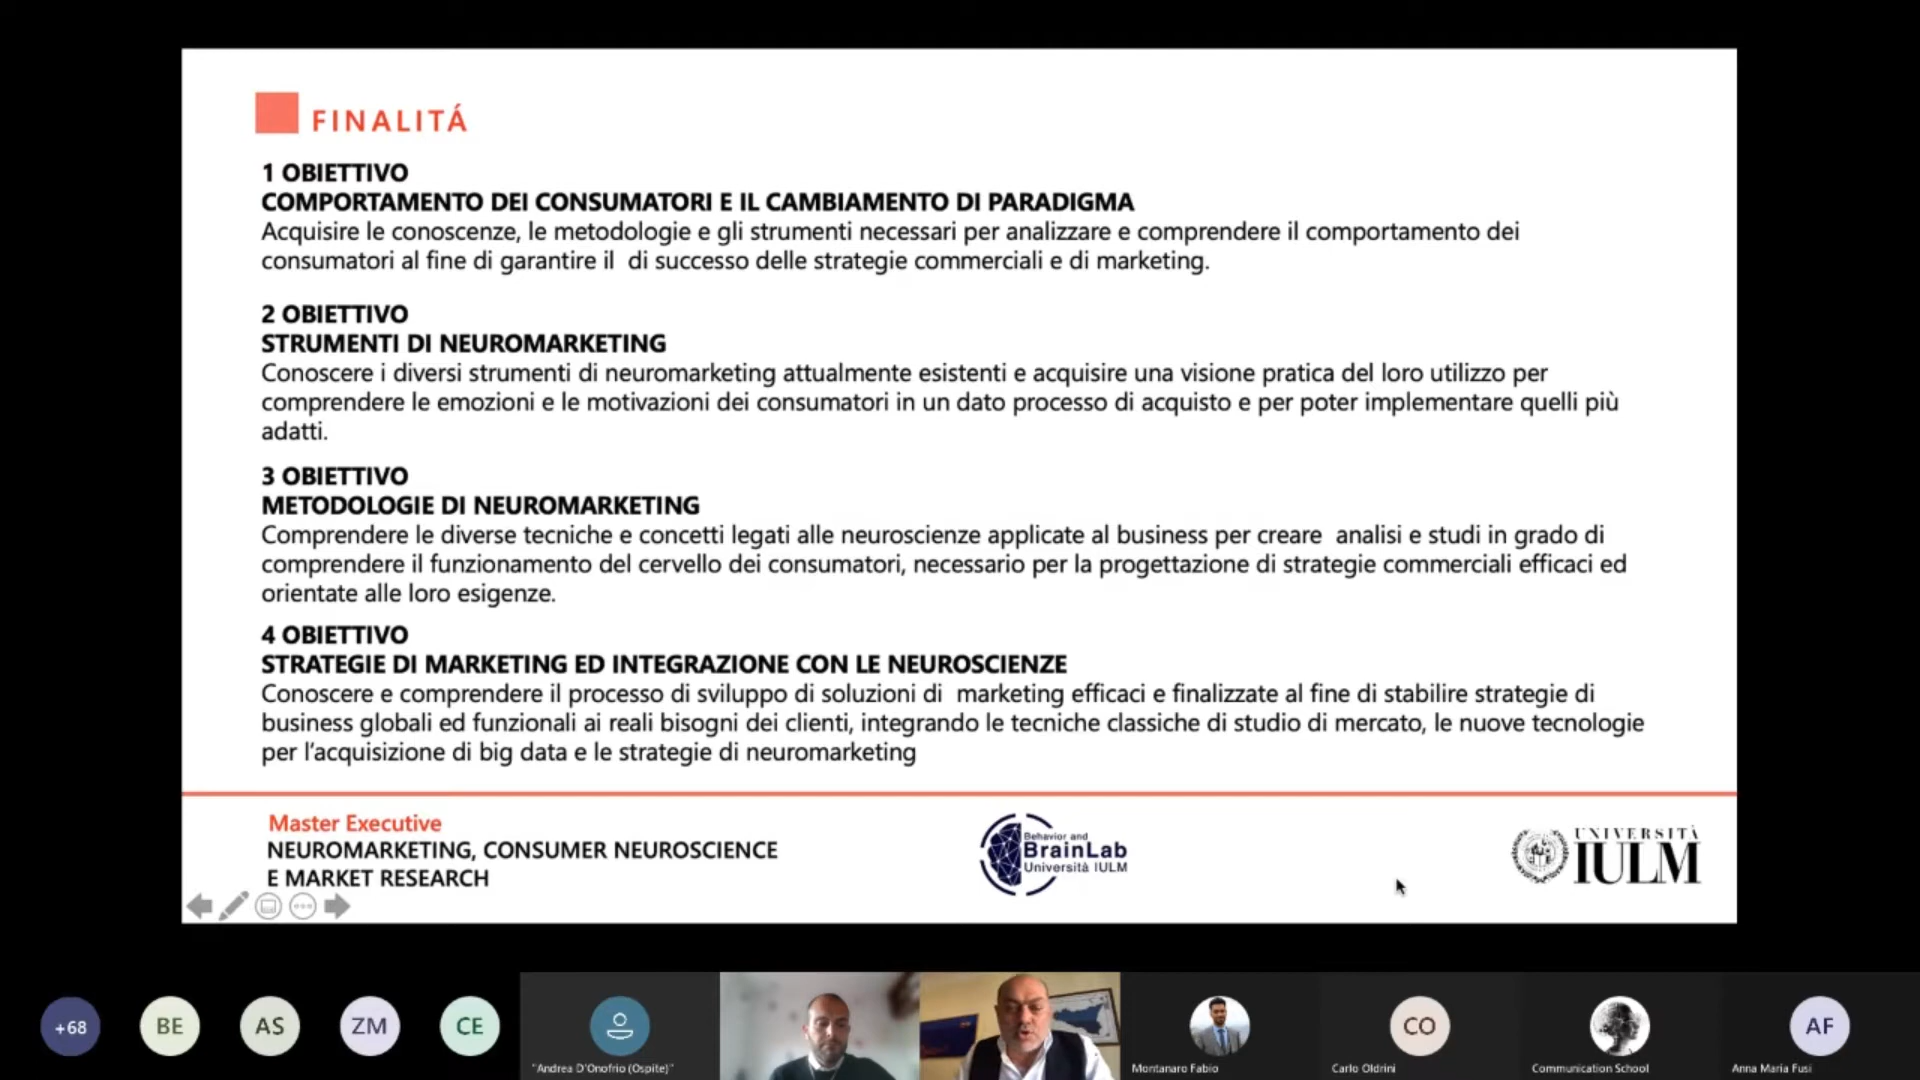 FINALITÁ
1 OBIETTIVO
COMPORTAMENTO DEI CONSUMATORI E IL CAMBIAMENTO DI PARADIGMA
Acquisire le conoscenze, le metodologie e gli strumenti necessari per analizzare e comprendere il comportamento dei
consumatori al fine di garantire il  di successo delle strategie commerciali e di marketing.
2 OBIETTIVO
STRUMENTI DI NEUROMARKETING
Conoscere i diversi strumenti di neuromarketing attualmente esistenti e acquisire una visione pratica del loro utilizzo per
comprendere le emozioni e le motivazioni dei consumatori in un dato processo di acquisto e per poter implementare quelli più
adatti.
3 OBIETTIVO
METODOLOGIE DI NEUROMARKETING
Comprendere le diverse tecniche e concetti legati alle neuroscienze applicate al business per creare  analisi e studi in grado di
comprendere il funzionamento del cervello dei consumatori, necessario per la progettazione di strategie commerciali efficaci ed
orientate alle loro esigenze.
4 OBIETTIVO
STRATEGIE DI MARKETING ED INTEGRAZIONE CON LE NEUROSCIENZE
Conoscere e comprendere il processo di sviluppo di soluzioni di  marketing efficaci e finalizzate al fine di stabilire strategie di
business globali ed funzionali ai reali bisogni dei clienti, integrando le tecniche classiche di studio di mercato, le nuove tecnologie
per l'acquisizione di big data e le strategie di neuromarketing
Master Executive
NEUROMARKETING, CONSUMER NEUROSCIENCE
E MARKET RESEARCH
Behavior and
BrainLab
Università IULM
UNIVERSITÀ
IULM
+68
BE
AS
ZM
CE
"Andrea D'Onofrio (Ospite)"
Montanaro Fabio
CO
Carlo Oldrini
Communication School
AF
Anna Maria Fusi